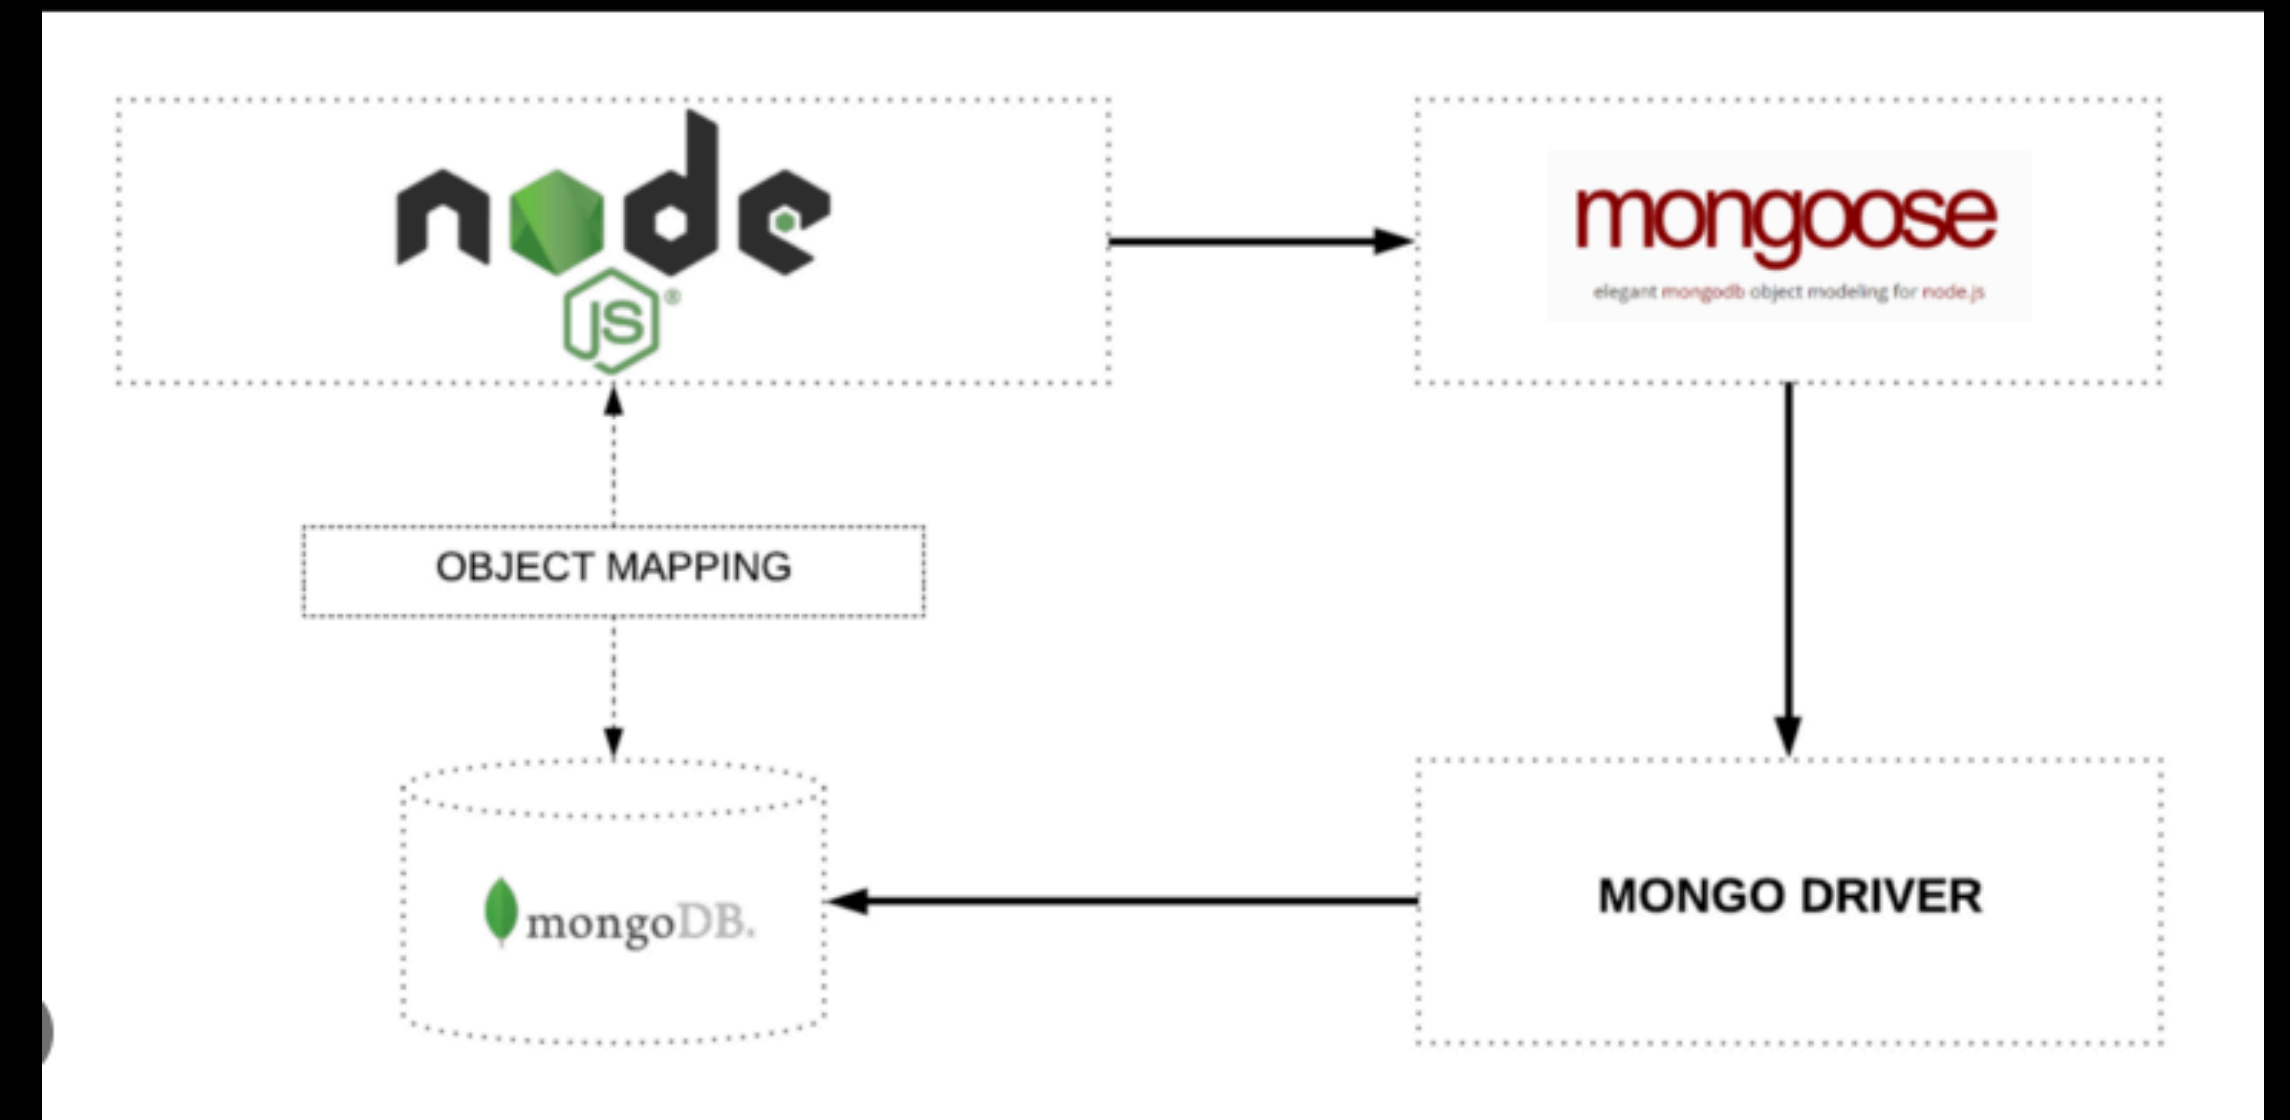 node
JS®
mongoose
elegant mongodb object modeling for node.js
OBJECT MAPPING
mongoDB.
MONGO DRIVER